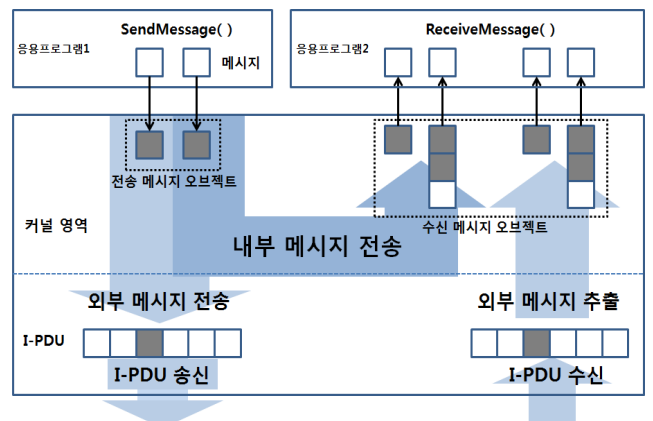 SendMessage( )
응용프로그램1
메시지
ReceiveMessage( )
응용프로그램2
전송 메시지 오브젝트
수신 메시지 오브젝트
커널 영역
내부 메시지 전송
외부 메시지 전송
외부 메시지 추출
I-PDU
I-PDU 송신
I-PDU 수신